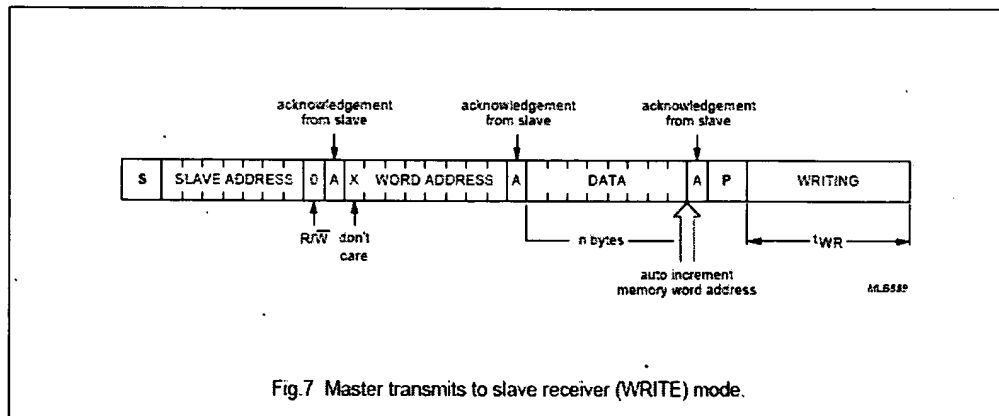 acknowledgement
from slave
acknowledgement
from slave
acknowledgement
from slave
S SLAVE ADDRESS 0 A X WORD ADDRESS A DATA A P WRITING
R/W̅ don't
care
n bytes
tWR
auto increment
memory word address
Fig.7 Master transmits to slave receiver (WRITE) mode.